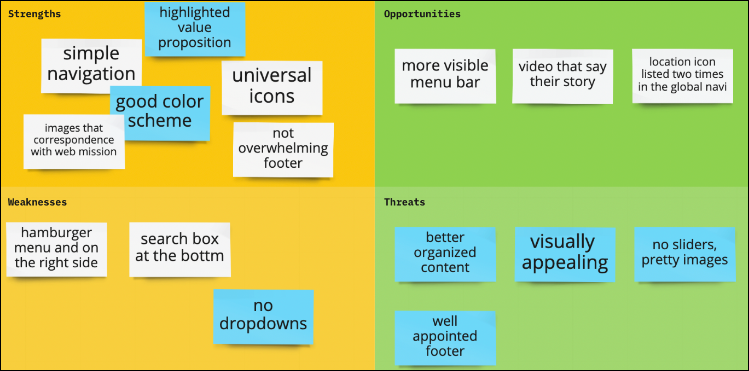 Strengths
highlighted
value
proposition
simple
navigation
universal
icons
good color
scheme
images that
correspondence
with web mission
not
overwhelming
footer
Opportunities
more visible
menu bar
video that say
their story
location icon
listed two times
in the global navi
Weaknesses
hamburger
menu and on
the right side
search box
at the bottm
no
dropdowns
Threats
better
organized
content
visually
appealing
no sliders,
pretty images
well
appointed
footer